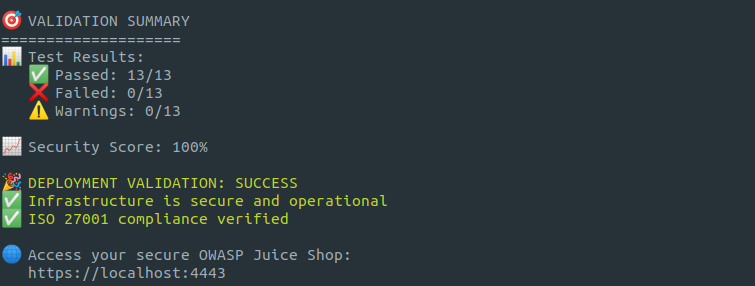 🎯 VALIDATION SUMMARY
====================
📊 Test Results:
✅ Passed: 13/13
❌ Failed: 0/13
⚠️ Warnings: 0/13
📈 Security Score: 100%
🎉 DEPLOYMENT VALIDATION: SUCCESS
✅ Infrastructure is secure and operational
✅ ISO 27001 compliance verified
🌐 Access your secure OWASP Juice Shop:
https://localhost:4443